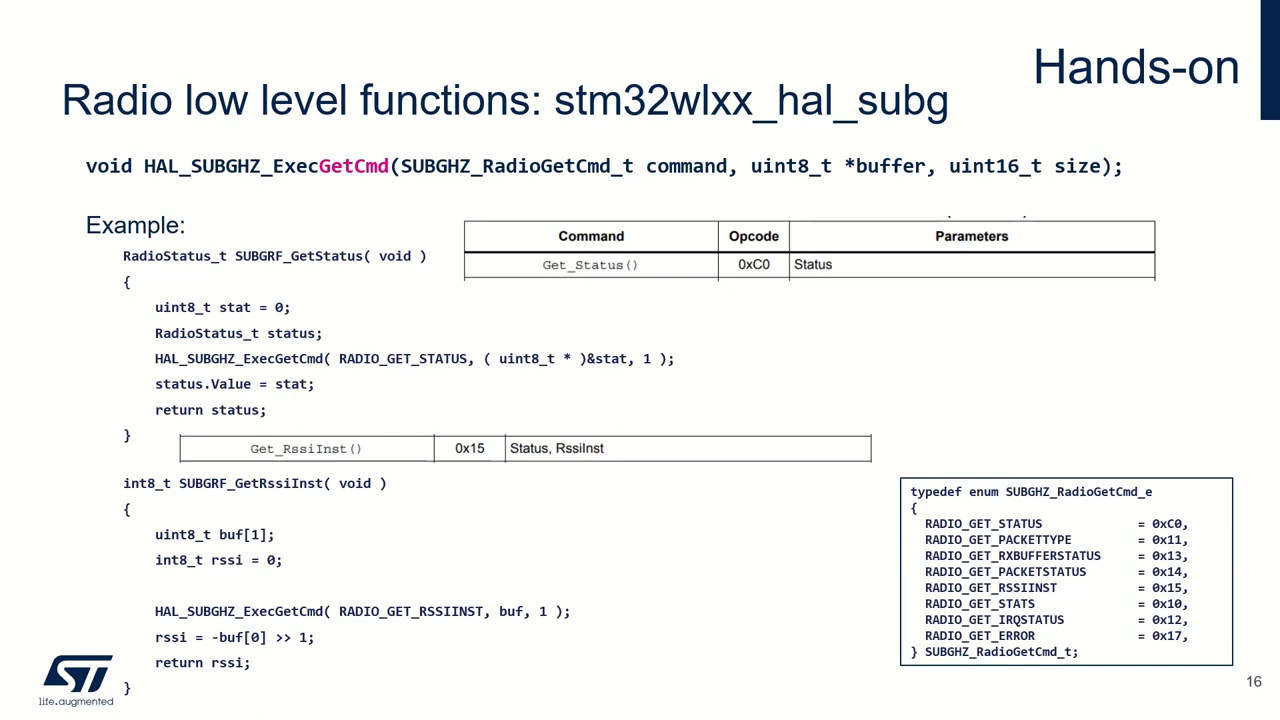 Hands-on
Radio low level functions: stm32wlxx_hal_subg
void HAL_SUBGHZ_ExecGetCmd(SUBGHZ_RadioGetCmd_t command, uint8_t *buffer, uint16_t size);
Example:
Command Opcode Parameters
Get_Status() 0xC0 Status
RadioStatus_t SUBGRF_GetStatus( void )
{
uint8_t stat = 0;
RadioStatus_t status;
HAL_SUBGHZ_ExecGetCmd( RADIO_GET_STATUS, ( uint8_t * )&stat, 1 );
status.Value = stat;
return status;
}
Get_RssiInst() 0x15 Status, RssiInst
int8_t SUBGRF_GetRssiInst( void )
{
uint8_t buf[1];
int8_t rssi = 0;
HAL_SUBGHZ_ExecGetCmd( RADIO_GET_RSSIINST, buf, 1 );
rssi = -buf[0] >> 1;
return rssi;
}
typedef enum SUBGHZ_RadioGetCmd_e
{
RADIO_GET_STATUS = 0xC0,
RADIO_GET_PACKETTYPE = 0x11,
RADIO_GET_RXBUFFERSTATUS = 0x13,
RADIO_GET_PACKETSTATUS = 0x14,
RADIO_GET_RSSIINST = 0x15,
RADIO_GET_STATS = 0x10,
RADIO_GET_IRQSTATUS = 0x12,
RADIO_GET_ERROR = 0x17,
} SUBGHZ_RadioGetCmd_t;
ST
life.augmented
16